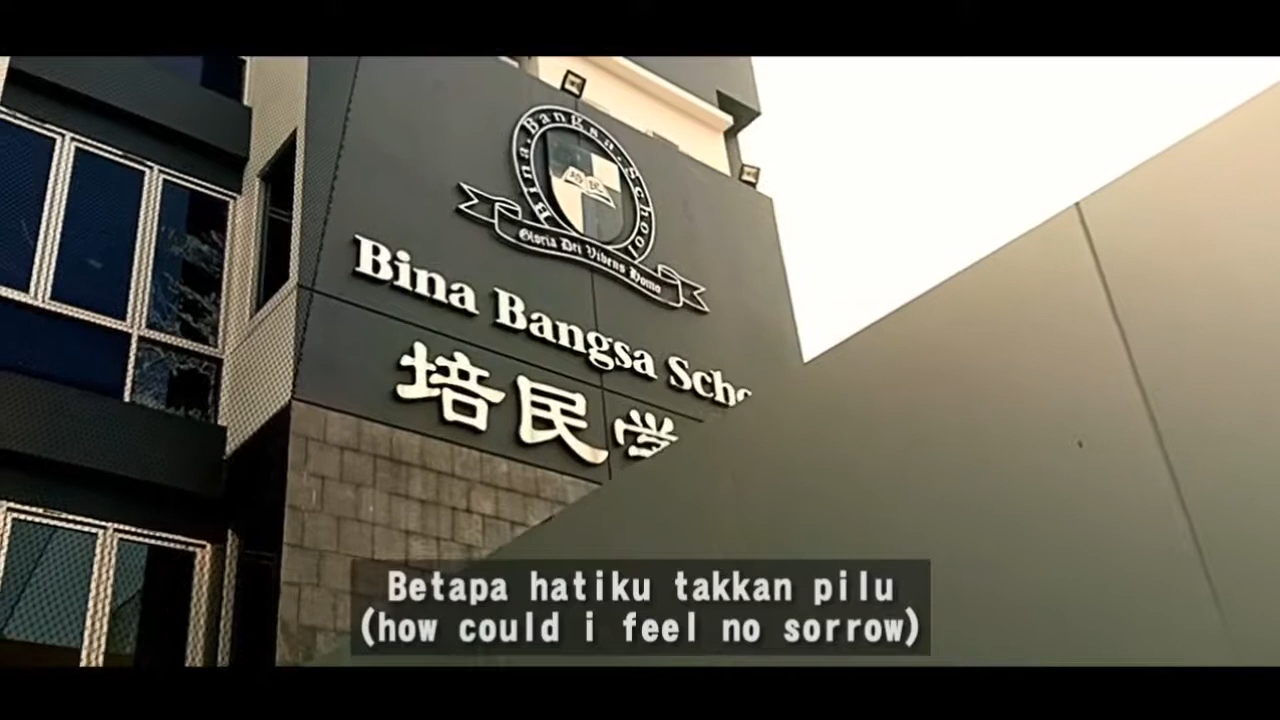 Bina Bangsa School
Gloria Dei Vivens Homo
Bina Bangsa Scho
培民学
Betapa hatiku takkan pilu
(how could i feel no sorrow)